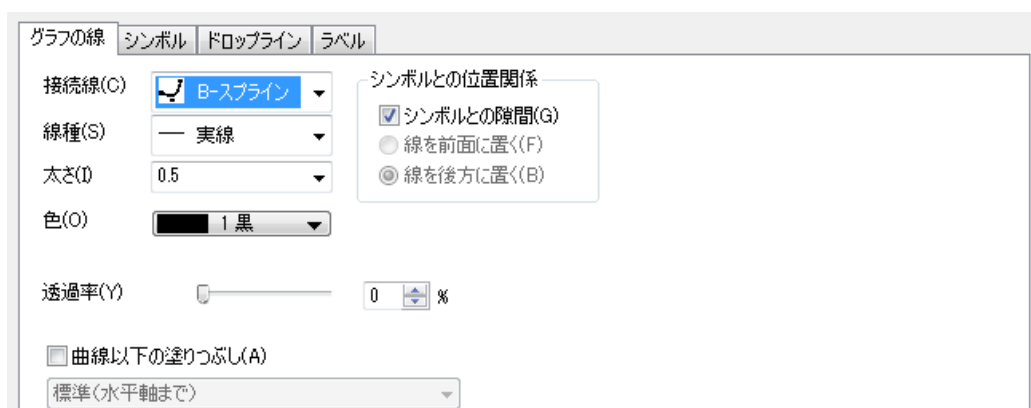 グラフの線 シンボル ドロップライン ラベル
接続線(C) B-スプライン
線種(S) 実線
太さ(I) 0.5
色(O) 1 黒
シンボルとの位置関係
シンボルとの隙間(G)
線を前面に置く(F)
線を後方に置く(B)
透過率(Y) 0 %
曲線以下の塗りつぶし(A)
標準(水平軸まで)